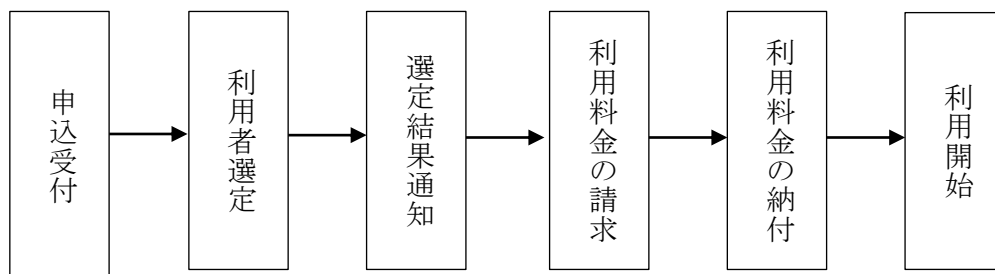 申込受付
利用者選定
選定結果通知
利用料金の請求
利用料金の納付
利用開始